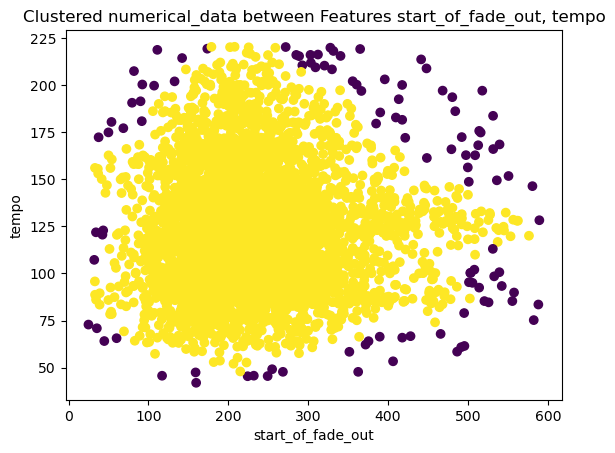 Clustered numerical_data between Features start_of_fade_out, tempo
225
200
175
150
125
100
75
50
tempo
0 100 200 300 400 500 600
start_of_fade_out